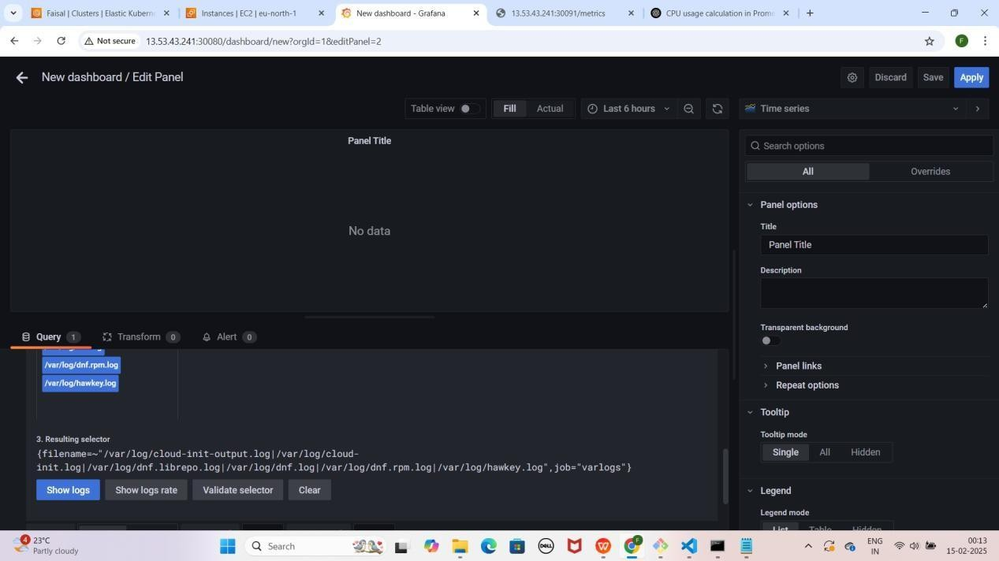 Faisal | Clusters | Elastic Kuberne
Instances | EC2 | eu-north-1
New dashboard - Grafana
13.53.43.241:30091/metrics
CPU usage calculation in Prome
Not secure
13.53.43.241:30080/dashboard/new?orgId=1&editPanel=2
F
New dashboard / Edit Panel
Discard
Save
Apply
Table view
Fill
Actual
Last 6 hours
Time series
Panel Title
Search options
All
Overrides
No data
Panel options
Title
Panel Title
Description
Transparent background
Panel links
Repeat options
Tooltip
Tooltip mode
Single
All
Hidden
Legend
Legend mode
List
Table
Hidden
Query 1
Transform 0
Alert 0
/var/log/dnf.rpm.log
/var/log/hawkey.log
3. Resulting selector
{filename=~"/var/log/cloud-init-output.log|/var/log/cloud-
init.log|/var/log/dnf.librepo.log|/var/log/dnf.log|/var/log/dnf.rpm.log|/var/log/hawkey.log",job="varlogs"}
Show logs
Show logs rate
Validate selector
Clear
4
23°C
Partly cloudy
Search
DELL
F
ENG
IN
00:13
15-02-2025